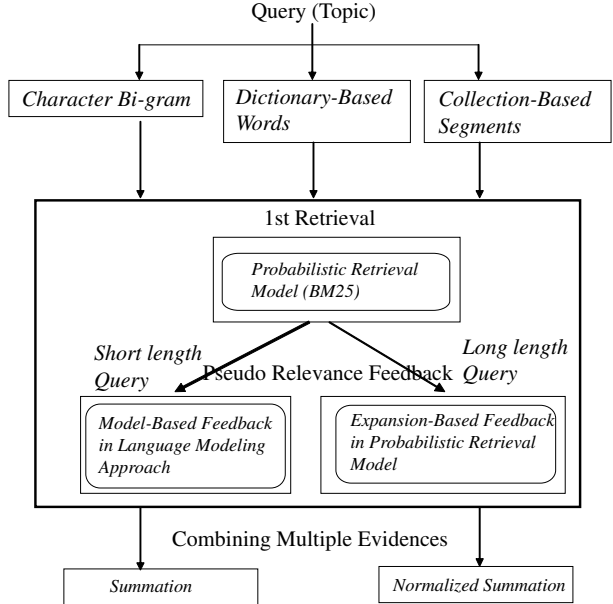 Query (Topic)
Character Bi-gram
Dictionary-Based
Words
Collection-Based
Segments
1st Retrieval
Probabilistic Retrieval
Model (BM25)
Short length
Query
Long length
Query
Pseudo Relevance Feedback
Model-Based Feedback
in Language Modeling
Approach
Expansion-Based Feedback
in Probabilistic Retrieval
Model
Combining Multiple Evidences
Summation
Normalized Summation